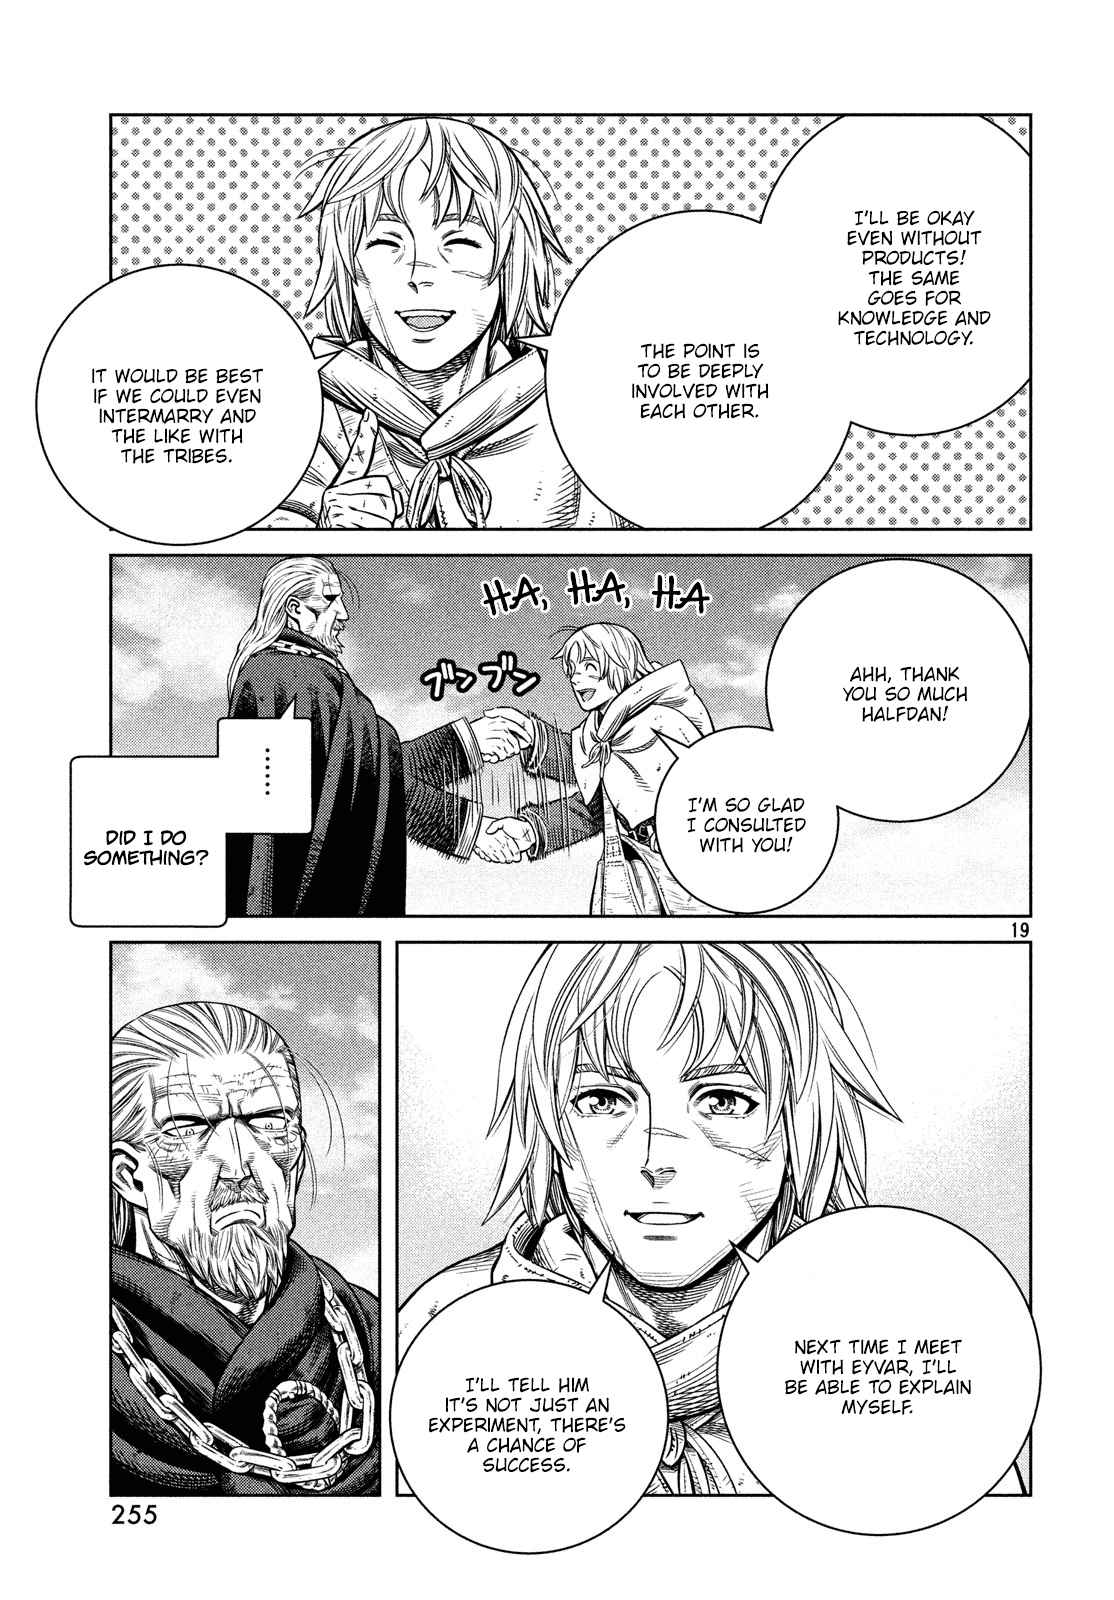 I'LL BE OKAY
EVEN WITHOUT
PRODUCTS!
THE SAME
GOES FOR
KNOWLEDGE AND
TECHNOLOGY.
THE POINT IS
TO BE DEEPLY
INVOLVED WITH
EACH OTHER.
IT WOULD BE BEST
IF WE COULD EVEN
INTERMARRY AND
THE LIKE WITH
THE TRIBES.
HA, HA, HA
ブンブン
AHH, THANK
YOU SO MUCH
HALFDAN!
I'M SO GLAD
I CONSULTED
WITH YOU!
........
DID I DO
SOMETHING?
19
NEXT TIME I MEET
WITH EYVAR, I'LL
BE ABLE TO EXPLAIN
MYSELF.
I'LL TELL HIM
IT'S NOT JUST AN
EXPERIMENT, THERE'S
A CHANCE OF
SUCCESS.
255